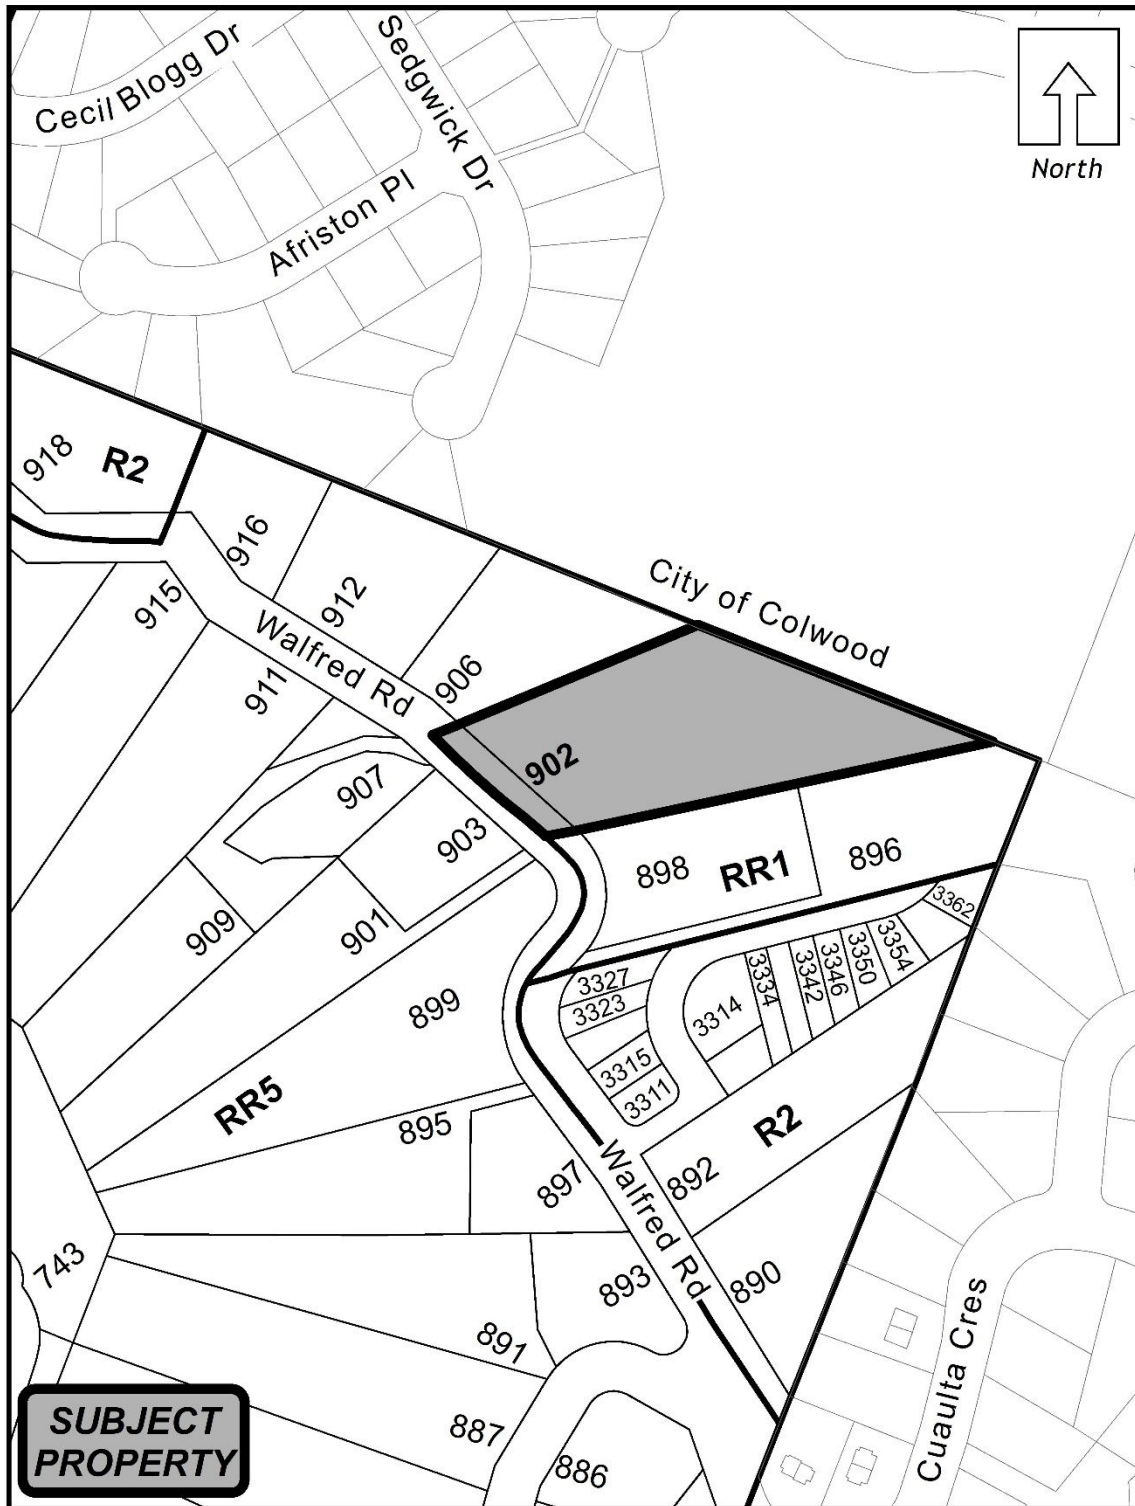 Cecil Blogg Dr
Sedgwick Dr
North
Afriston Pl
918
R2
916
City of Colwood
915
912
Walfred Rd
906
911
902
907
903
898
RR1
896
3362
909
901
3354
3350
3346
3342
3334
3327
899
3323
3314
3315
3311
RR5
895
R2
892
897
Walfred Rd
743
893
890
891
Cuaulta Cres
SUBJECT
PROPERTY
887
886